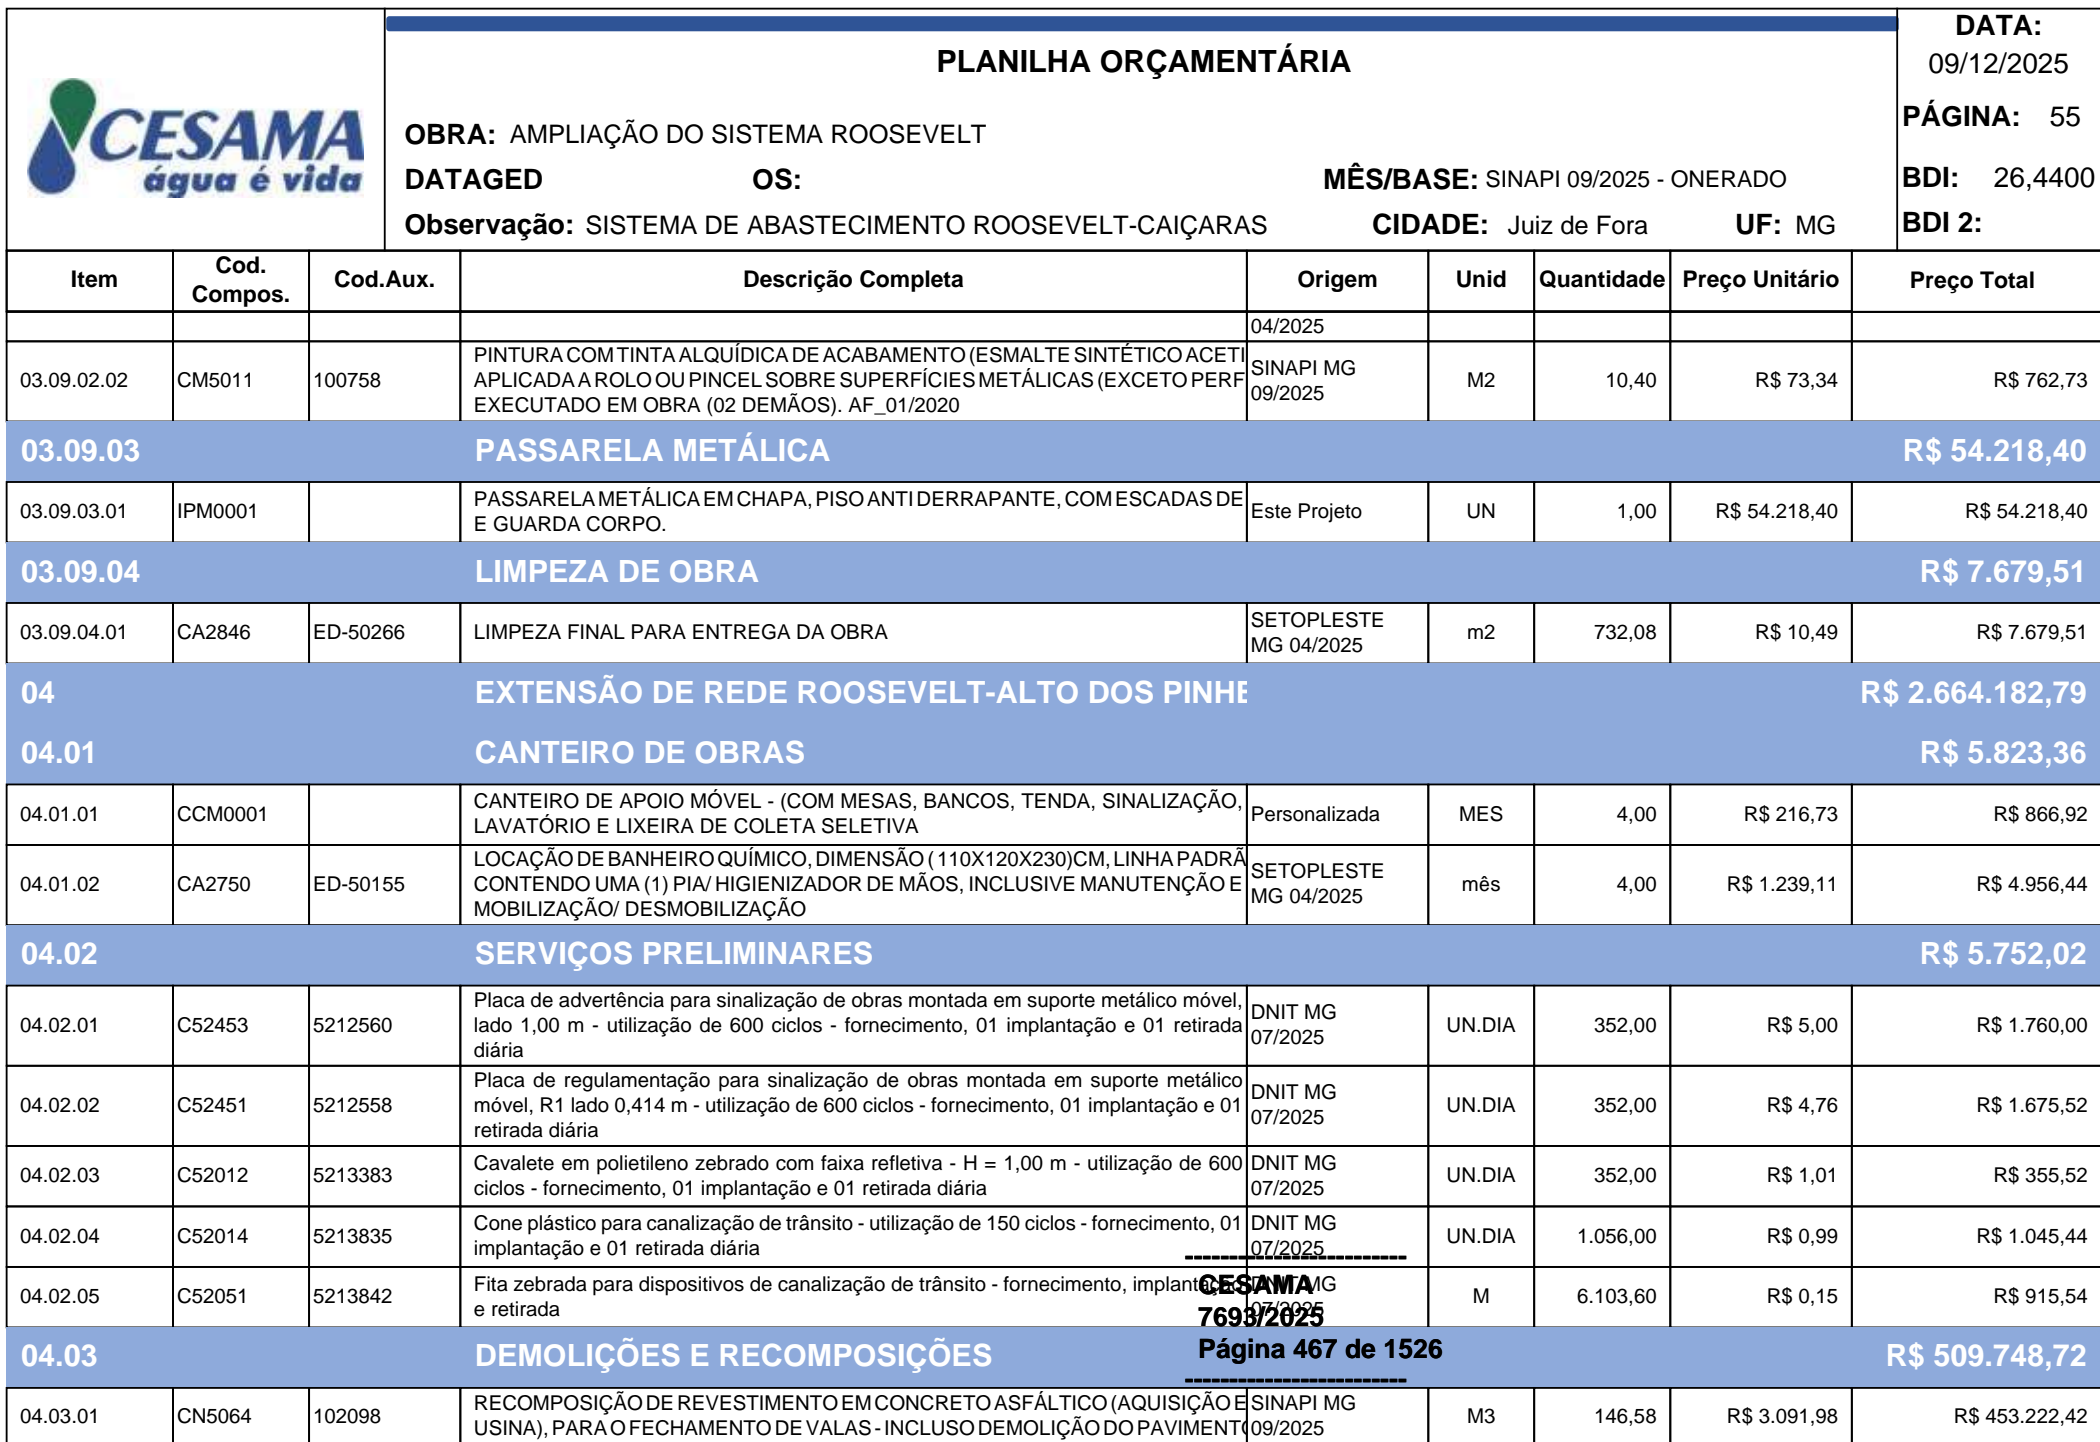 CESAMA
água é vida
PLANILHA ORÇAMENTÁRIA
OBRA: AMPLIAÇÃO DO SISTEMA ROOSEVELT
DATAGED OS: MÊS/BASE: SINAPI 09/2025 - ONERADO
Observação: SISTEMA DE ABASTECIMENTO ROOSEVELT-CAIÇARAS CIDADE: Juiz de Fora UF: MG
DATA:
09/12/2025
PÁGINA: 55
BDI: 26,4400
BDI 2:
Item Cod. Compos. Cod.Aux. Descrição Completa Origem Unid Quantidade Preço Unitário Preço Total
04/2025
03.09.02.02 CM5011 100758 PINTURA COM TINTA ALQUÍDICA DE ACABAMENTO (ESMALTE SINTÉTICO ACETI
APLICADA A ROLO OU PINCEL SOBRE SUPERFÍCIES METÁLICAS (EXCETO PERF
EXECUTADO EM OBRA (02 DEMÃOS). AF_01/2020 SINAPI MG 09/2025 M2 10,40 R$ 73,34 R$ 762,73
03.09.03 PASSARELA METÁLICA R$ 54.218,40
03.09.03.01 IPM0001 PASSARELA METÁLICA EM CHAPA, PISO ANTI DERRAPANTE, COM ESCADAS DE
E GUARDA CORPO. Este Projeto UN 1,00 R$ 54.218,40 R$ 54.218,40
03.09.04 LIMPEZA DE OBRA R$ 7.679,51
03.09.04.01 CA2846 ED-50266 LIMPEZA FINAL PARA ENTREGA DA OBRA SETOPLESTE MG 04/2025 m2 732,08 R$ 10,49 R$ 7.679,51
04 EXTENSÃO DE REDE ROOSEVELT-ALTO DOS PINHE R$ 2.664.182,79
04.01 CANTEIRO DE OBRAS R$ 5.823,36
04.01.01 CCM0001 CANTEIRO DE APOIO MÓVEL - (COM MESAS, BANCOS, TENDA, SINALIZAÇÃO,
LAVATÓRIO E LIXEIRA DE COLETA SELETIVA Personalizada MES 4,00 R$ 216,73 R$ 866,92
04.01.02 CA2750 ED-50155 LOCAÇÃO DE BANHEIRO QUÍMICO, DIMENSÃO (110X120X230)CM, LINHA PADRÃ
CONTENDO UMA (1) PIA/ HIGIENIZADOR DE MÃOS, INCLUSIVE MANUTENÇÃO E
MOBILIZAÇÃO/ DESMOBILIZAÇÃO SETOPLESTE MG 04/2025 mês 4,00 R$ 1.239,11 R$ 4.956,44
04.02 SERVIÇOS PRELIMINARES R$ 5.752,02
04.02.01 C52453 5212560 Placa de advertência para sinalização de obras montada em suporte metálico móvel,
lado 1,00 m - utilização de 600 ciclos - fornecimento, 01 implantação e 01 retirada
diária DNIT MG 07/2025 UN.DIA 352,00 R$ 5,00 R$ 1.760,00
04.02.02 C52451 5212558 Placa de regulamentação para sinalização de obras montada em suporte metálico
móvel, R1 lado 0,414 m - utilização de 600 ciclos - fornecimento, 01 implantação e 01
retirada diária DNIT MG 07/2025 UN.DIA 352,00 R$ 4,76 R$ 1.675,52
04.02.03 C52012 5213383 Cavalete em polietileno zebrado com faixa refletiva - H = 1,00 m - utilização de 600
ciclos - fornecimento, 01 implantação e 01 retirada diária DNIT MG 07/2025 UN.DIA 352,00 R$ 1,01 R$ 355,52
04.02.04 C52014 5213835 Cone plástico para canalização de trânsito - utilização de 150 ciclos - fornecimento, 01
implantação e 01 retirada diária DNIT MG 07/2025 UN.DIA 1.056,00 R$ 0,99 R$ 1.045,44
04.02.05 C52051 5213842 Fita zebrada para dispositivos de canalização de trânsito - fornecimento, implantação
e retirada DNIT MG 07/2025 M 6.103,60 R$ 0,15 R$ 915,54
------------------------
CESAMA
7693/2025
Página 467 de 1526
------------------------
04.03 DEMOLIÇÕES E RECOMPOSIÇÕES R$ 509.748,72
04.03.01 CN5064 102098 RECOMPOSIÇÃO DE REVESTIMENTO EM CONCRETO ASFÁLTICO (AQUISIÇÃO E
USINA), PARA O FECHAMENTO DE VALAS - INCLUSO DEMOLIÇÃO DO PAVIMENT SINAPI MG 09/2025 M3 146,58 R$ 3.091,98 R$ 453.222,42